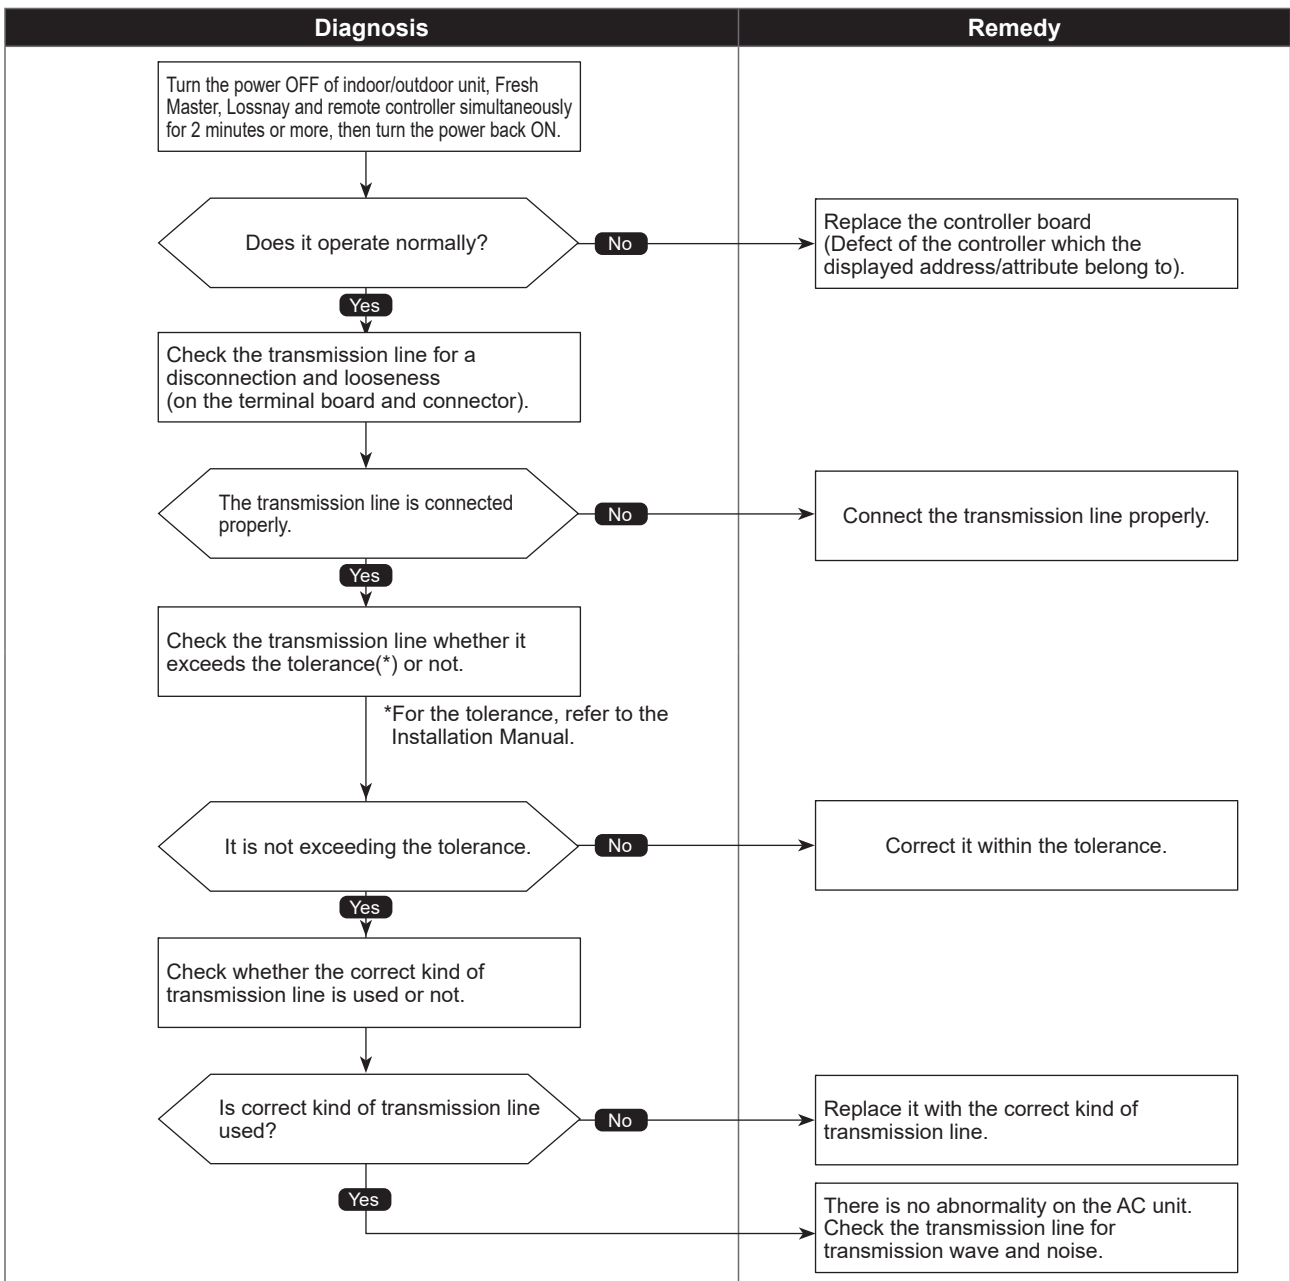 Diagnosis
Remedy
Turn the power OFF of indoor/outdoor unit, Fresh
Master, Lossnay and remote controller simultaneously
for 2 minutes or more, then turn the power back ON.
Does it operate normally?
No
Replace the controller board
(Defect of the controller which the
displayed address/attribute belong to).
Yes
Check the transmission line for a
disconnection and looseness
(on the terminal board and connector).
The transmission line is connected
properly.
No
Connect the transmission line properly.
Yes
Check the transmission line whether it
exceeds the tolerance(*) or not.
*For the tolerance, refer to the
Installation Manual.
It is not exceeding the tolerance.
No
Correct it within the tolerance.
Yes
Check whether the correct kind of
transmission line is used or not.
Is correct kind of transmission line
used?
No
Replace it with the correct kind of
transmission line.
Yes
There is no abnormality on the AC unit.
Check the transmission line for
transmission wave and noise.